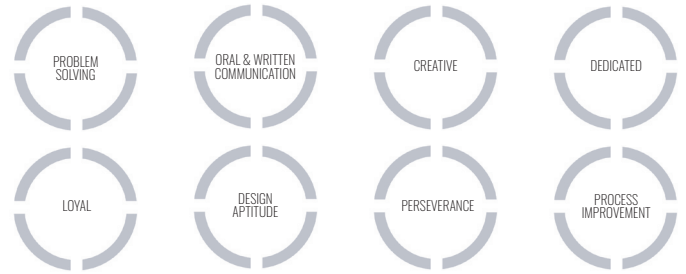 PROBLEM
SOLVING
ORAL & WRITTEN
COMMUNICATION
CREATIVE
DEDICATED
LOYAL
DESIGN
APTITUDE
PERSEVERANCE
PROCESS
IMPROVEMENT